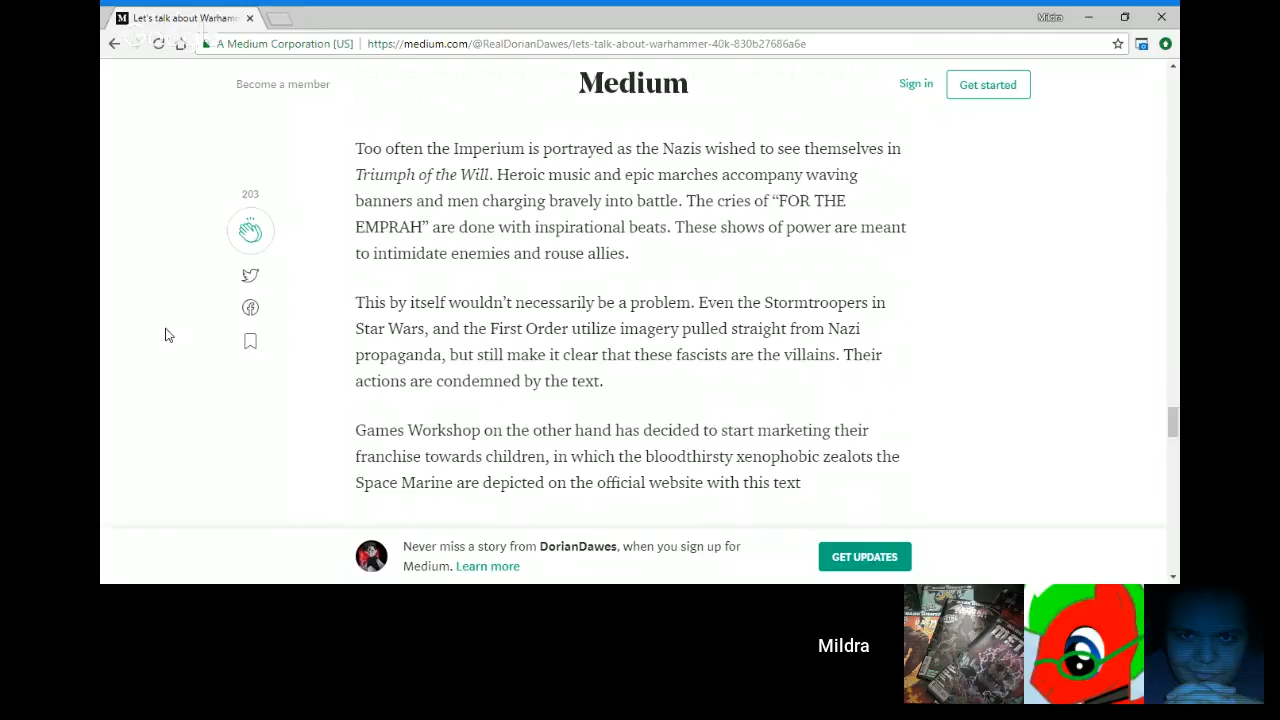 Let's talk about Warham
Mildra
A Medium Corporation [US]
https://medium.com/@RealDorianDawes/lets-talk-about-warhammer-40k-830b27686a6e
Become a member
Medium
Sign in
Get started
203
Too often the Imperium is portrayed as the Nazis wished to see themselves in
Triumph of the Will. Heroic music and epic marches accompany waving
banners and men charging bravely into battle. The cries of “FOR THE
EMPRAH” are done with inspirational beats. These shows of power are meant
to intimidate enemies and rouse allies.
This by itself wouldn’t necessarily be a problem. Even the Stormtroopers in
Star Wars, and the First Order utilize imagery pulled straight from Nazi
propaganda, but still make it clear that these fascists are the villains. Their
actions are condemned by the text.
Games Workshop on the other hand has decided to start marketing their
franchise towards children, in which the bloodthirsty xenophobic zealots the
Space Marine are depicted on the official website with this text
Never miss a story from DorianDawes, when you sign up for
Medium. Learn more
GET UPDATES
Mildra